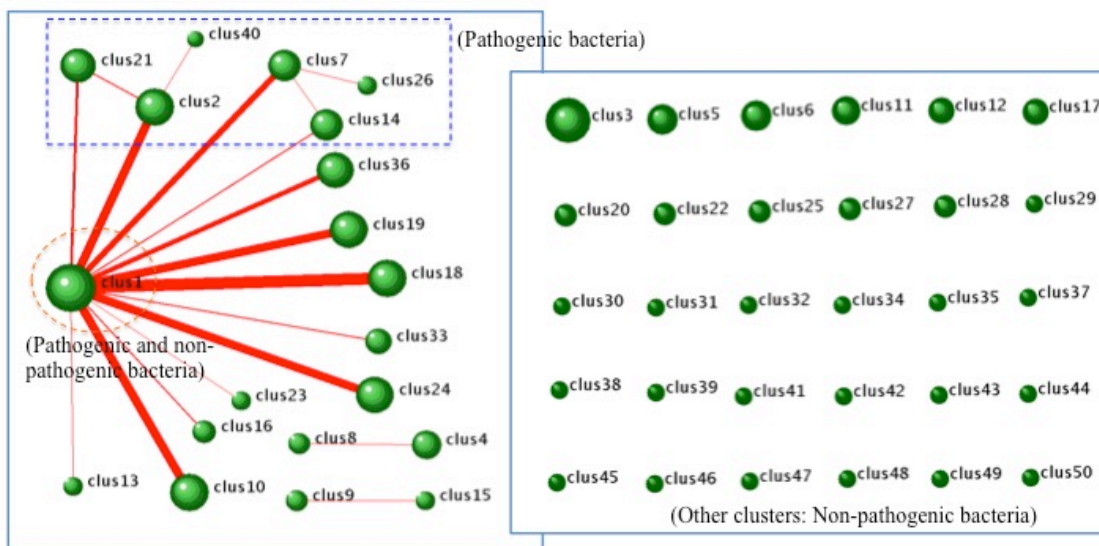 clus40
(Pathogenic bacteria)
clus21
clus7
clus26
clus2
clus14
clus36
clus19
clus1
clus18
(Pathogenic and non-
pathogenic bacteria)
clus33
clus24
clus23
clus16
clus8
clus4
clus13
clus10
clus9
clus15
clus3 clus5 clus6 clus11 clus12 clus17
clus20 clus22 clus25 clus27 clus28 clus29
clus30 clus31 clus32 clus34 clus35 clus37
clus38 clus39 clus41 clus42 clus43 clus44
clus45 clus46 clus47 clus48 clus49 clus50
(Other clusters: Non-pathogenic bacteria)